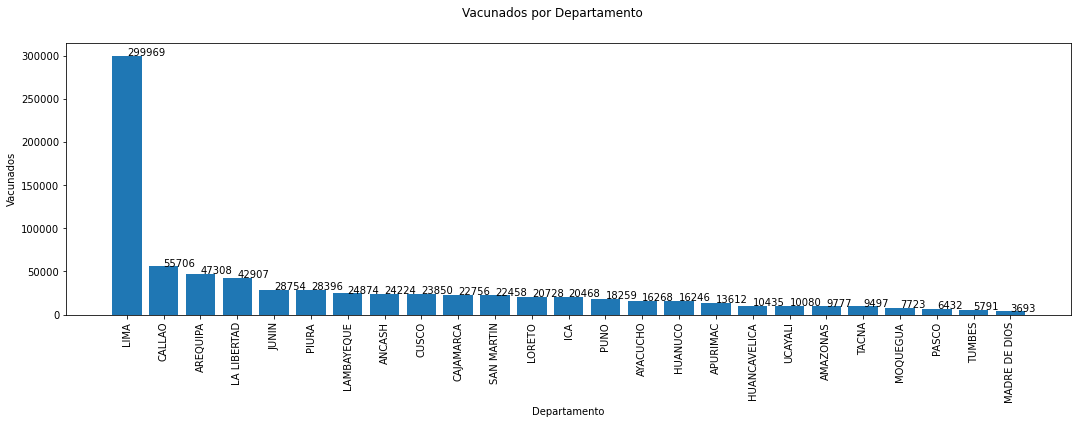 Vacunados por Departamento
Vacunados
300000
250000
200000
150000
100000
50000
0
299969
55706
47308
42907
28754
28396
24874
24224
23850
22756
22458
20728
20468
18259
16268
16246
13612
10435
10080
9777
9497
7723
6432
5791
3693
LIMA
CALLAO
AREQUIPA
LA LIBERTAD
JUNIN
PIURA
LAMBAYEQUE
ANCASH
CUSCO
CAJAMARCA
SAN MARTIN
LORETO
ICA
PUNO
AYACUCHO
HUANUCO
APURIMAC
HUANCAVELICA
UCAYALI
AMAZONAS
TACNA
MOQUEGUA
PASCO
TUMBES
MADRE DE DIOS
Departamento